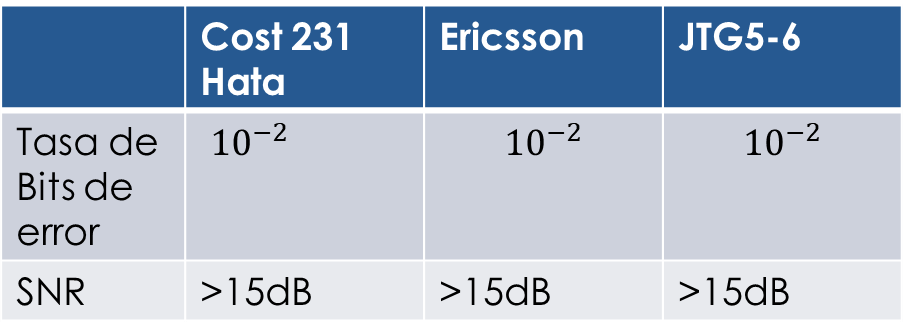 Cost 231 Hata Ericsson JTG5-6
Tasa de Bits de error 10⁻² 10⁻² 10⁻²
SNR >15dB >15dB >15dB